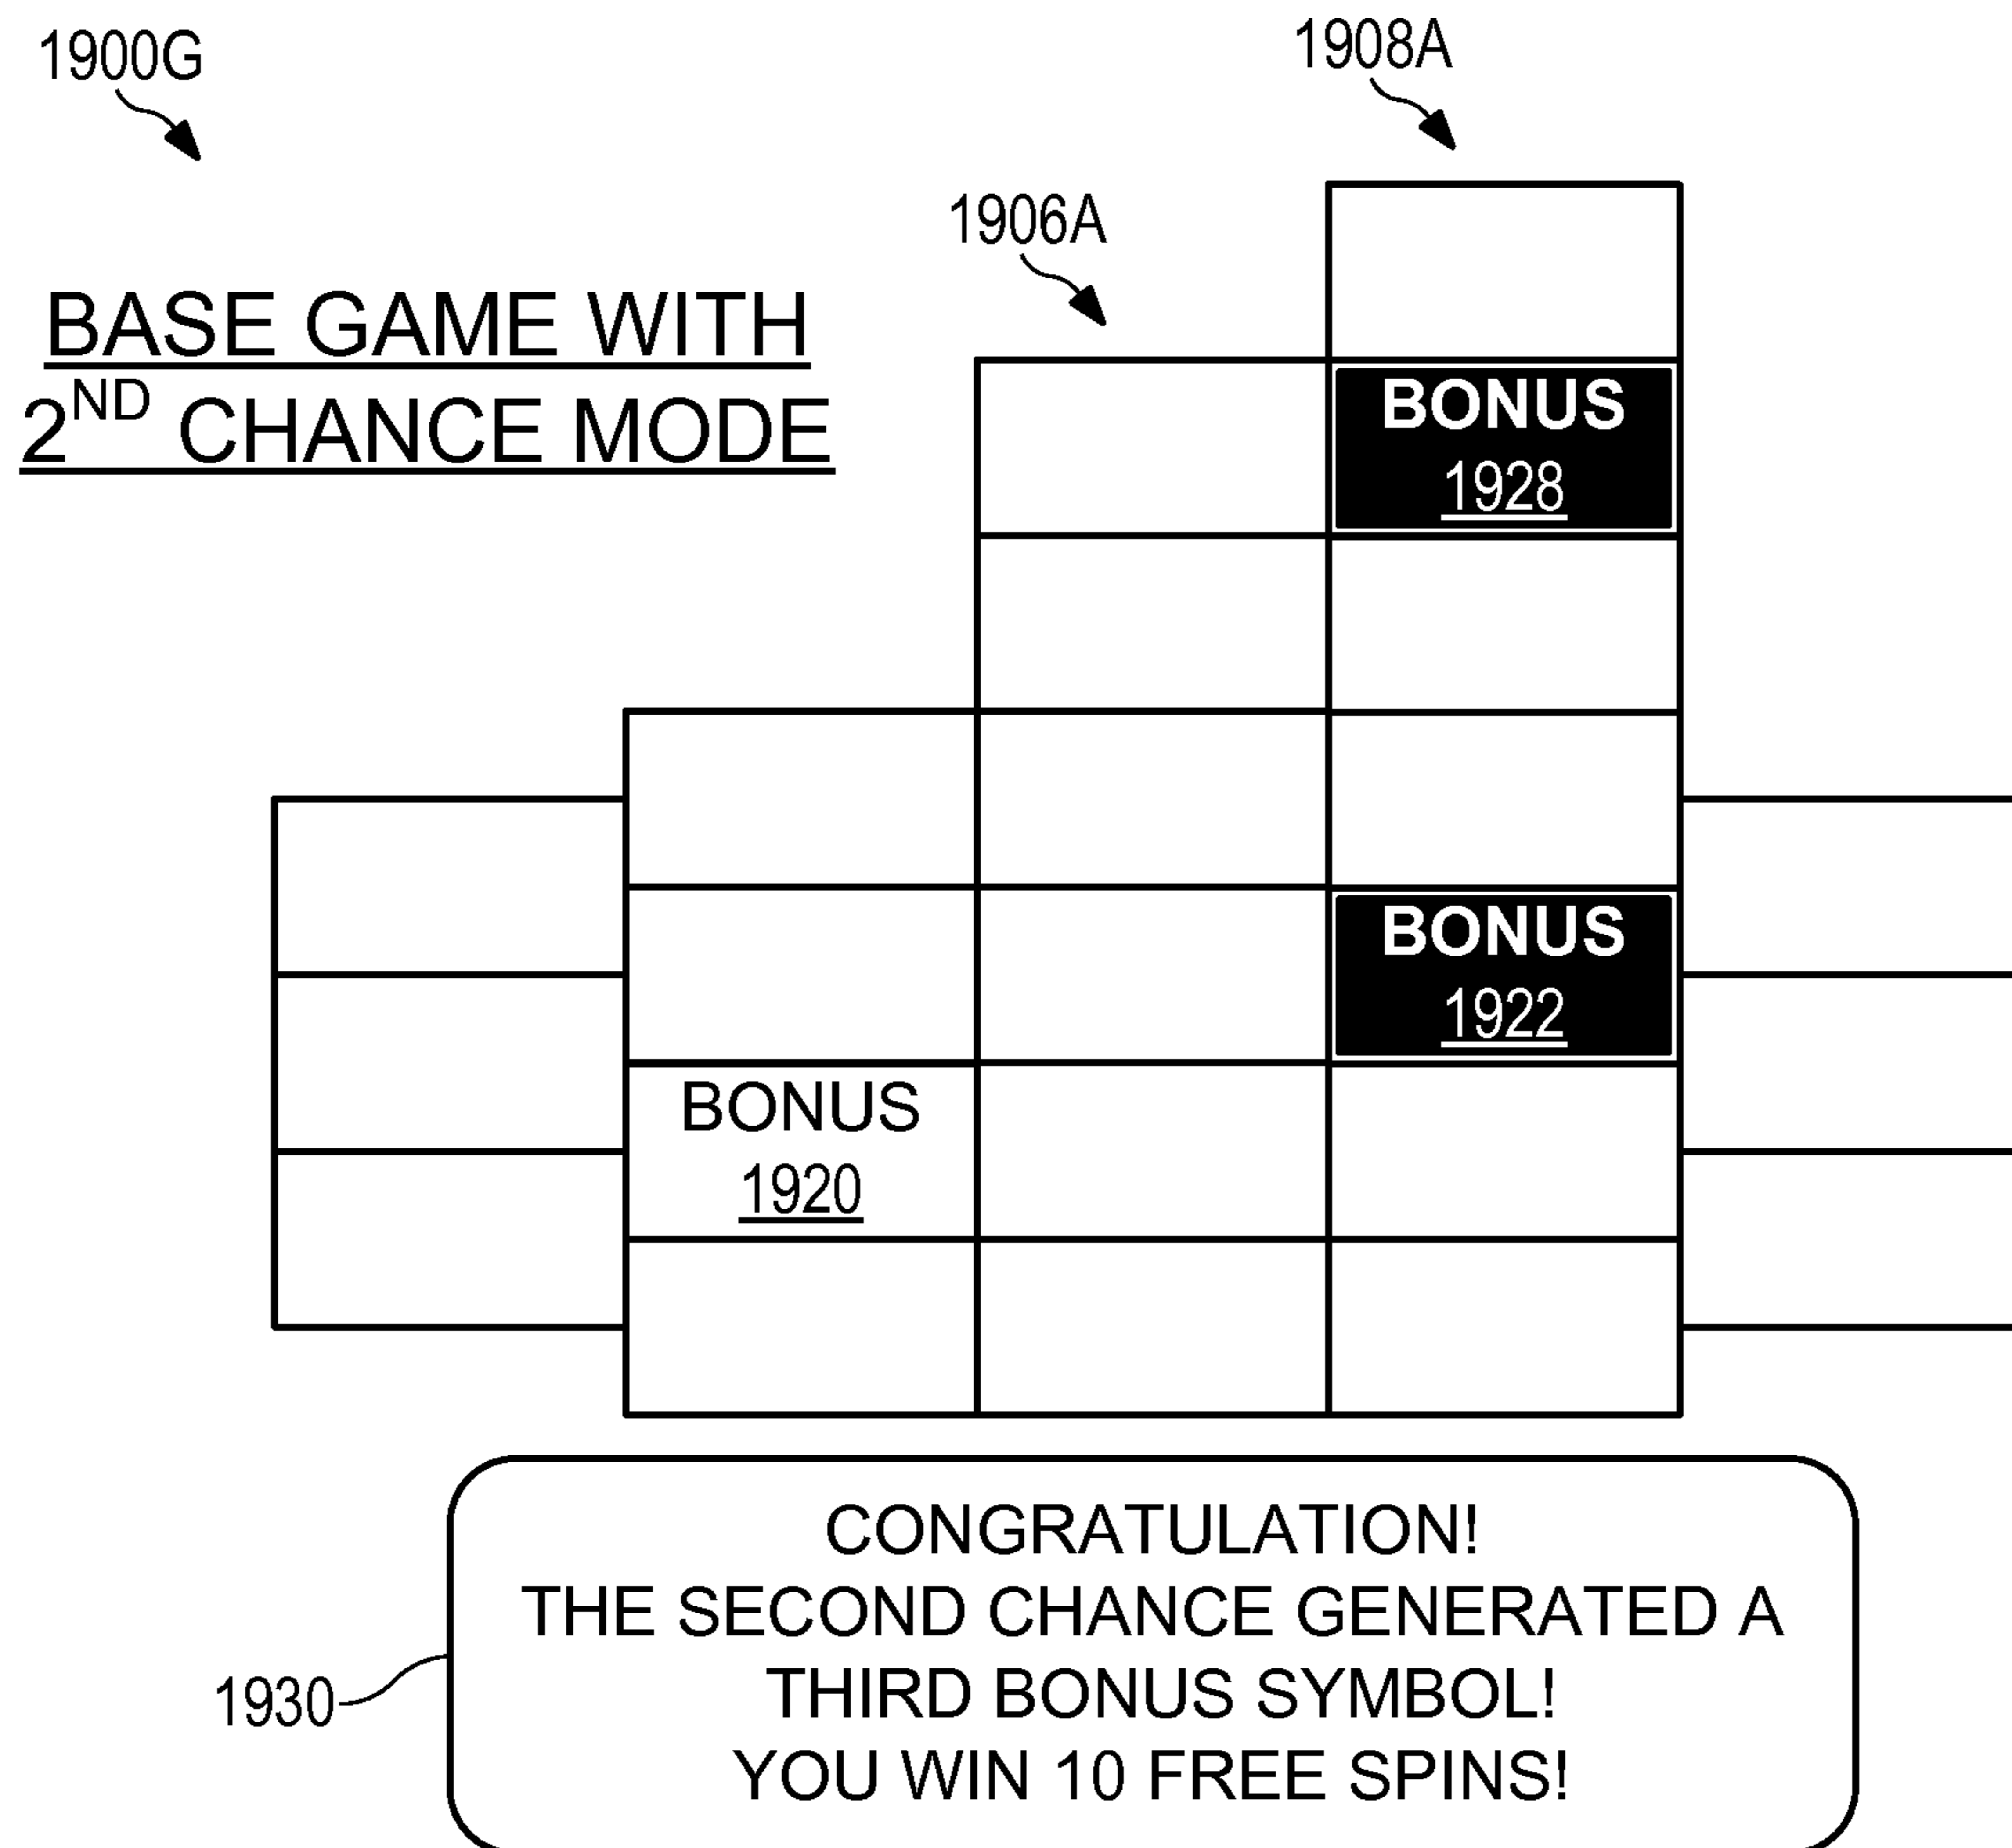 1900G
1908A
1906A
BASE GAME WITH
2ND CHANCE MODE
BONUS
1928
BONUS
1922
BONUS
1920
CONGRATULATION!
THE SECOND CHANCE GENERATED A
THIRD BONUS SYMBOL!
YOU WIN 10 FREE SPINS!
1930